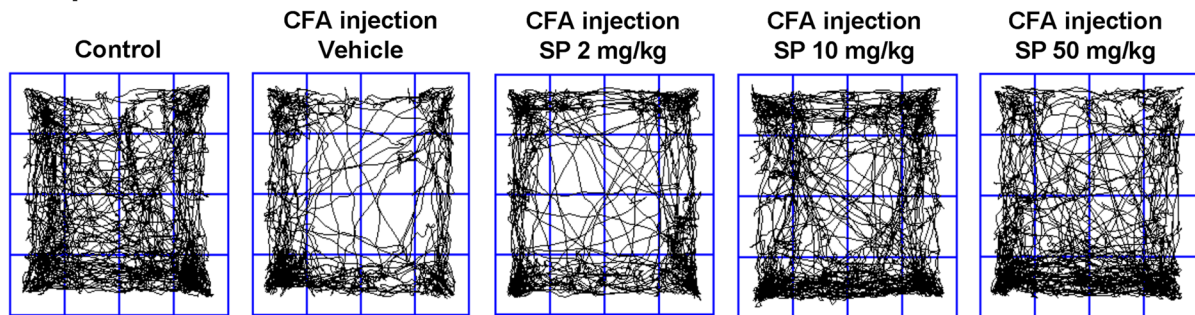 Control
CFA injection
Vehicle
CFA injection
SP 2 mg/kg
CFA injection
SP 10 mg/kg
CFA injection
SP 50 mg/kg